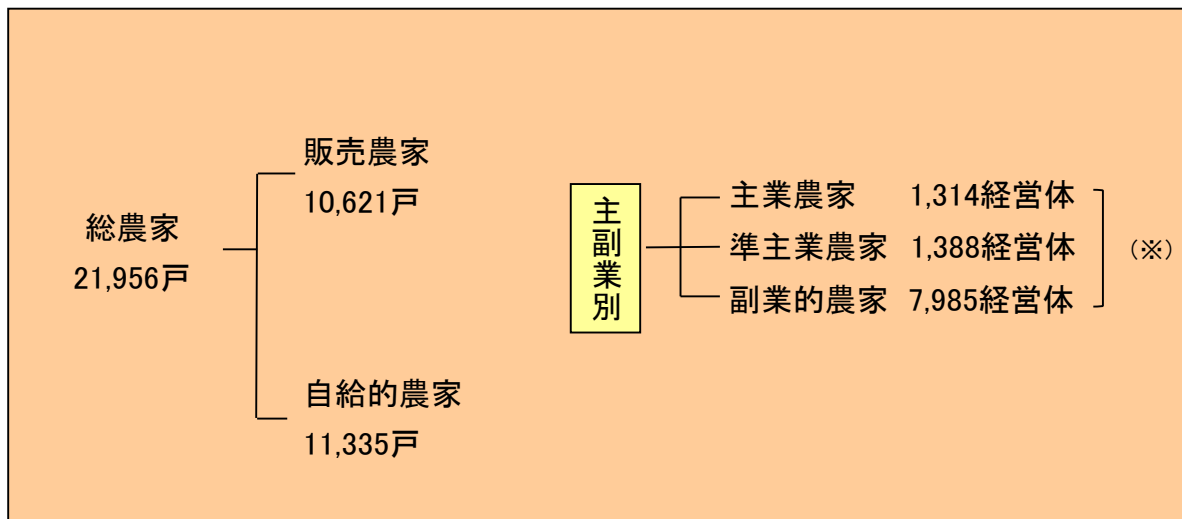 総農家
21,956戸
販売農家
10,621戸
自給的農家
11,335戸
主副業別
主業農家 1,314経営体
準主業農家 1,388経営体
副業的農家 7,985経営体
（※）